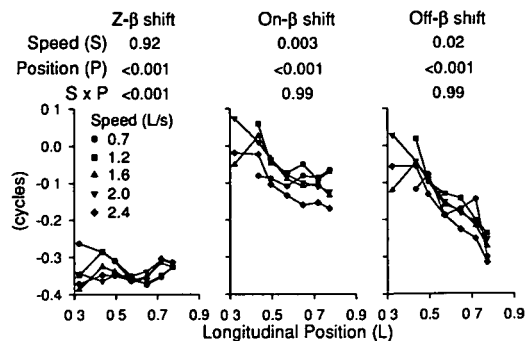 Z-β shift On-β shift Off-β shift
Speed (S) 0.92 0.003 0.02
Position (P) <0.001 <0.001 <0.001
S x P <0.001 0.99 0.99
Speed (L/s)
0.7
1.2
1.6
2.0
2.4
(cycles)
0 1
0.0
-0.1
-0.2
-0.3
-0.4
0 3 0.5 0.7 0.9 0 3 0 5 0.7 0.9 0 3 0.5 0.7 0 9
Longitudinal Position (L)